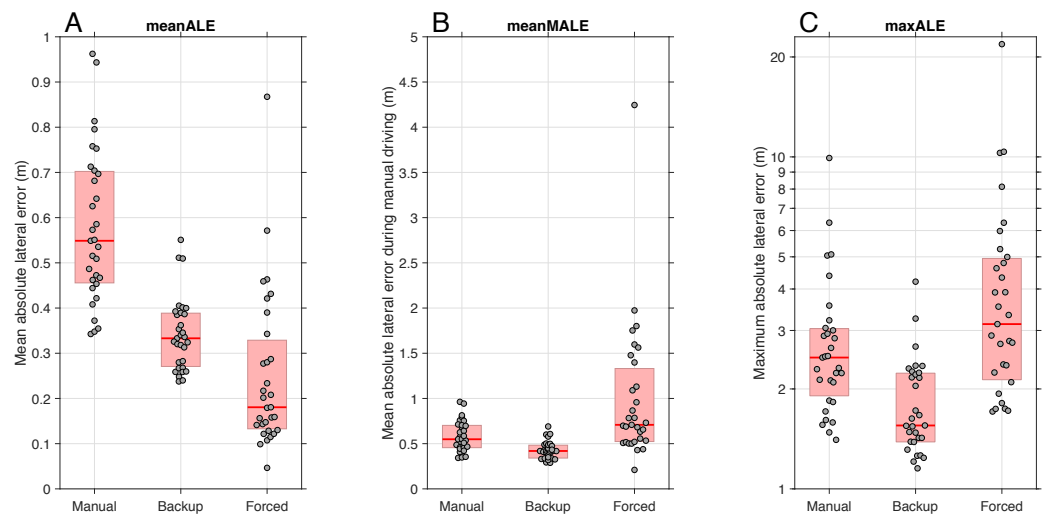 A
meanALE
Mean absolute lateral error (m)
1
0.9
0.8
0.7
0.6
0.5
0.4
0.3
0.2
0.1
0
Manual Backup Forced
B
meanMALE
Mean absolute lateral error during manual driving (m)
5
4.5
4
3.5
3
2.5
2
1.5
1
0.5
0
Manual Backup Forced
C
maxALE
Maximum absolute lateral error (m)
20
10
9
8
7
6
5
4
3
2
1
Manual Backup Forced